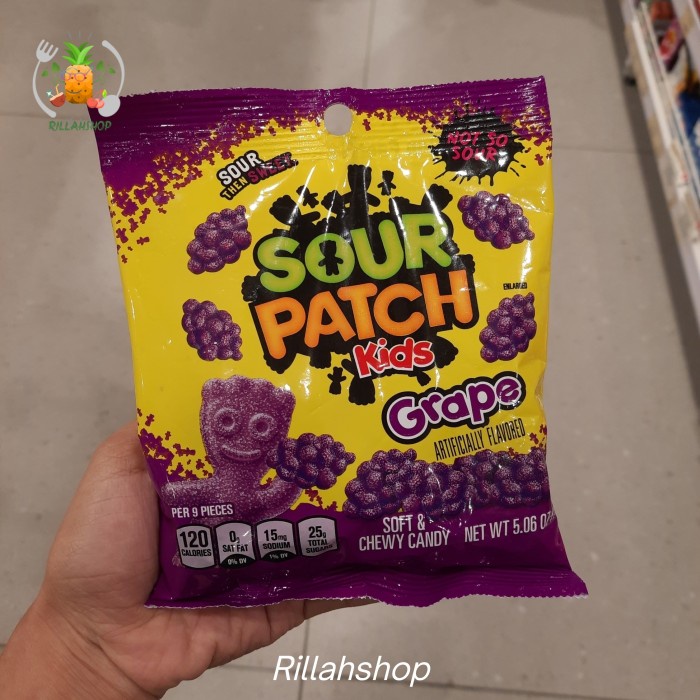 RILLAHSHOP
SOUR
THEN SWEET
NOT SO
SOUR
SOUR
PATCH
Kids
ENLARGED
Grape
ARTIFICIALLY FLAVORED
PER 9 PIECES
120
CALORIES
0g
SAT FAT
0% DV
15mg
SODIUM
1% DV
25g
TOTAL
SUGARS
SOFT &
CHEWY CANDY
NET WT 5.06
Rillahshop